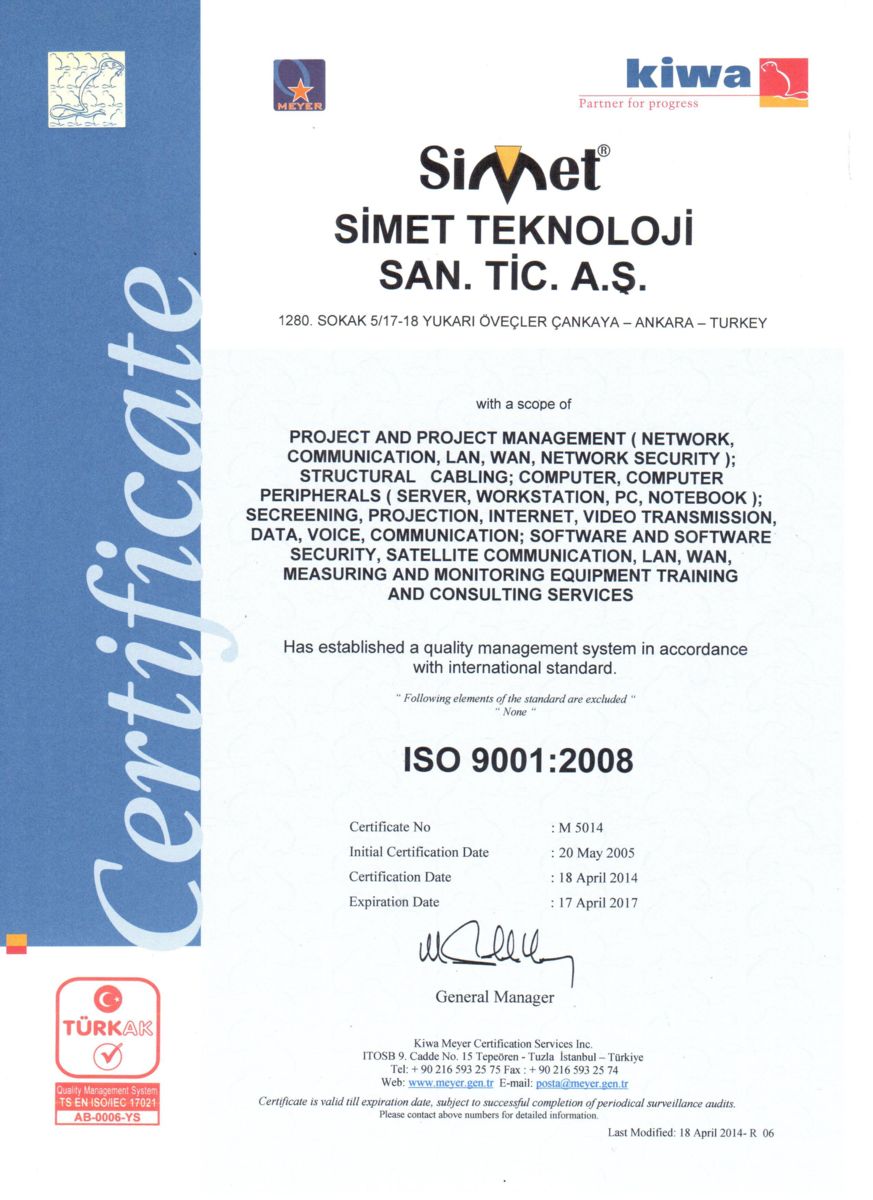 MEYER
kiwa
Partner for progress
Simet®
SİMET TEKNOLOJİ
SAN. TİC. A.Ş.
1280. SOKAK 5/17-18 YUKARI ÖVEÇLER ÇANKAYA – ANKARA – TURKEY
Certificate
with a scope of
PROJECT AND PROJECT MANAGEMENT ( NETWORK,
COMMUNICATION, LAN, WAN, NETWORK SECURITY );
STRUCTURAL CABLING; COMPUTER, COMPUTER
PERIPHERALS ( SERVER, WORKSTATION, PC, NOTEBOOK );
SECREENING, PROJECTION, INTERNET, VIDEO TRANSMISSION,
DATA, VOICE, COMMUNICATION; SOFTWARE AND SOFTWARE
SECURITY, SATELLITE COMMUNICATION, LAN, WAN,
MEASURING AND MONITORING EQUIPMENT TRAINING
AND CONSULTING SERVICES
Has established a quality management system in accordance
with international standard.
“ Following elements of the standard are excluded “
“ None “
ISO 9001:2008
Certificate No : M 5014
Initial Certification Date : 20 May 2005
Certification Date : 18 April 2014
Expiration Date : 17 April 2017
General Manager
TÜRKAK
Quality Management System
TS EN ISO/IEC 17021
AB-0006-YS
Kiwa Meyer Certification Services Inc.
ITOSB 9. Cadde No. 15 Tepeören - Tuzla İstanbul – Türkiye
Tel: + 90 216 593 25 75 Fax : + 90 216 593 25 74
Web: www.meyer.gen.tr E-mail: posta@meyer.gen.tr
Certificate is valid till expiration date, subject to successful completion of periodical surveillance audits.
Please contact above numbers for detailed information.
Last Modified: 18 April 2014- R 06